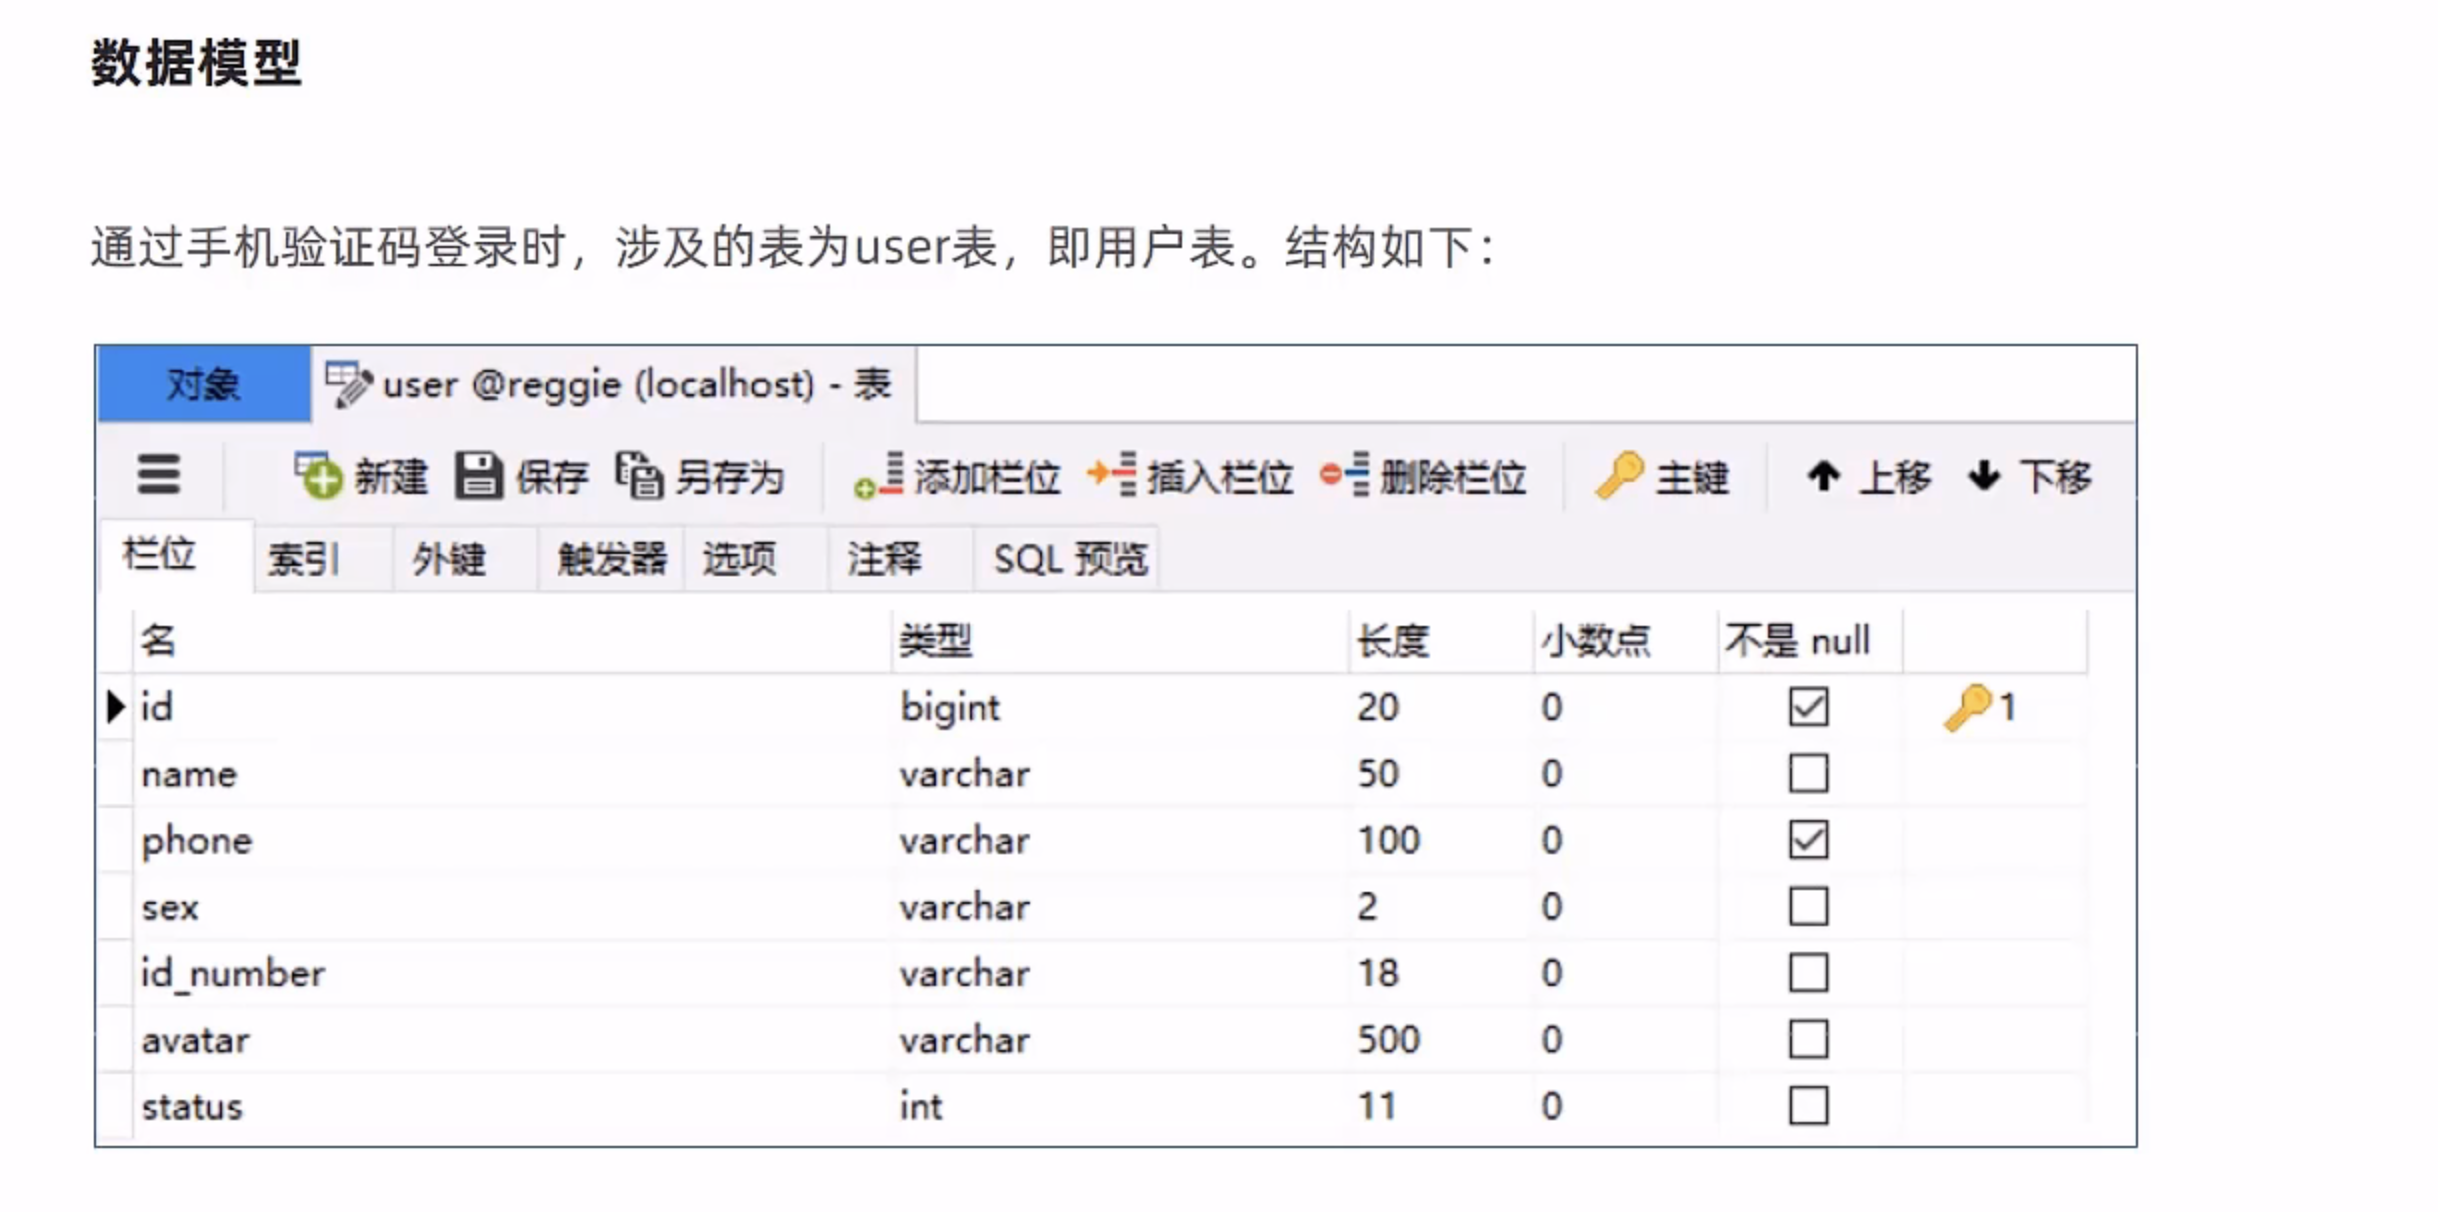 数据模型
通过手机验证码登录时，涉及的表为user表，即用户表。结构如下：
对象 user @reggie (localhost) - 表
新建 保存 另存为 添加栏位 插入栏位 删除栏位 主键 上移 下移
栏位 索引 外键 触发器 选项 注释 SQL 预览
名 类型 长度 小数点 不是 null
id bigint 20 0 1
name varchar 50 0
phone varchar 100 0
sex varchar 2 0
id_number varchar 18 0
avatar varchar 500 0
status int 11 0